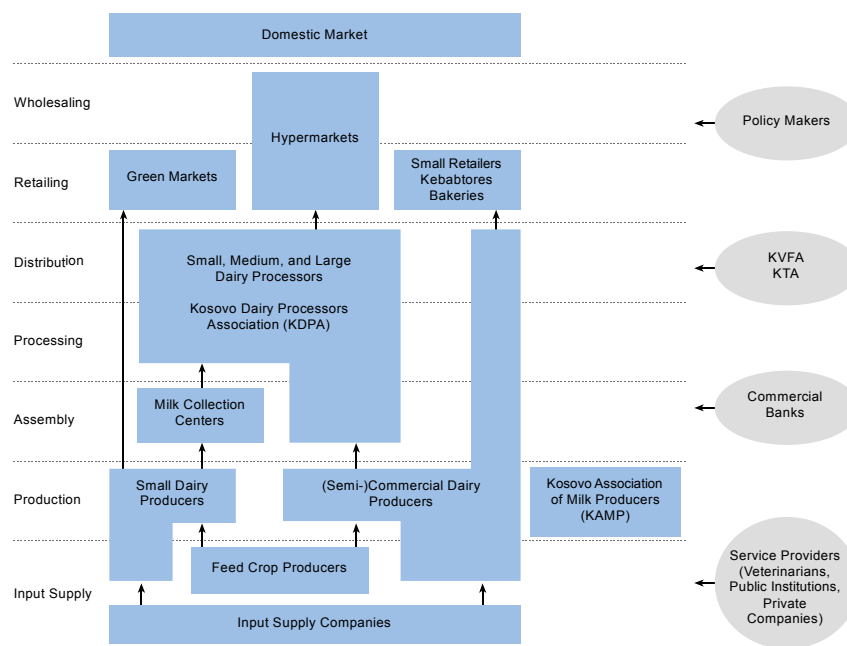 Domestic Market
Wholesaling
Hypermarkets
Policy Makers
Retailing
Green Markets
Small Retailers
Kebabtores
Bakeries
Distribution
Small, Medium, and Large
Dairy Processors
Kosovo Dairy Processors
Association (KDPA)
KVFA
KTA
Processing
Assembly
Milk Collection
Centers
Commercial
Banks
Production
Small Dairy
Producers
(Semi-)Commercial Dairy
Producers
Kosovo Association
of Milk Producers
(KAMP)
Input Supply
Feed Crop Producers
Service Providers
(Veterinarians,
Public Institutions,
Private
Companies)
Input Supply Companies